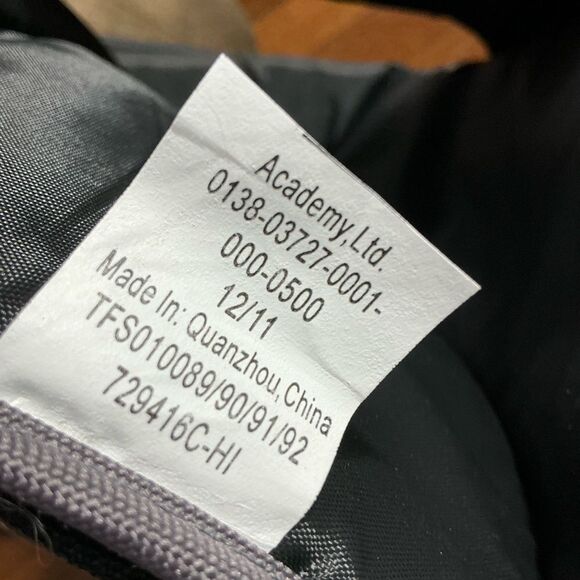 Academy,Ltd.
0138-03727-0001-
000-0500
12/11
Made In: Quanzhou,China
TFS010089/90/91/92
729416C-HI